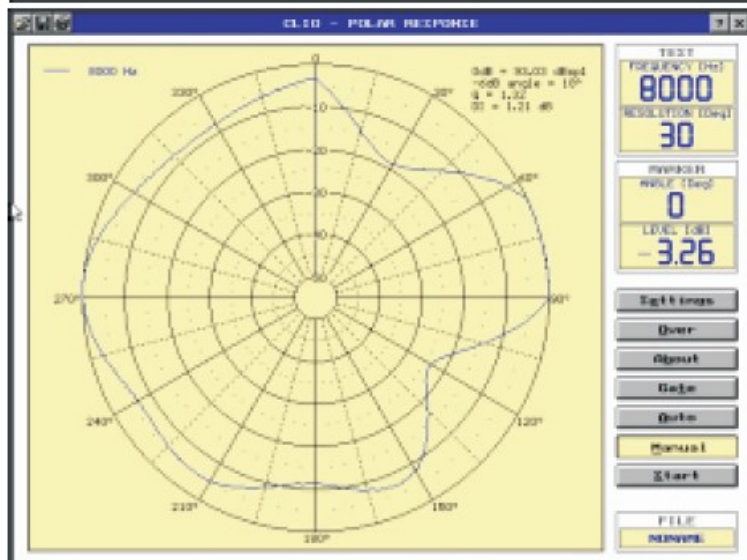 CLIO - POLAR RESPONSE
? X
8000 Hz
0dB = 93.03 dBspl
-6dB angle = 10°
Q = 1.32
DI = 1.21 dB
0
-10
-20
-30
-40
-50
330°
30°
300°
60°
270°
90°
240°
120°
210°
150°
180°
TEST
FREQUENCY [Hz]
8000
RESOLUTION [Deg]
30
MARKER
ANGLE [Deg]
0
LEVEL [dB]
-3.26
Settings
Over
About
Gate
Auto
Manual
Start
FILE
NONAME